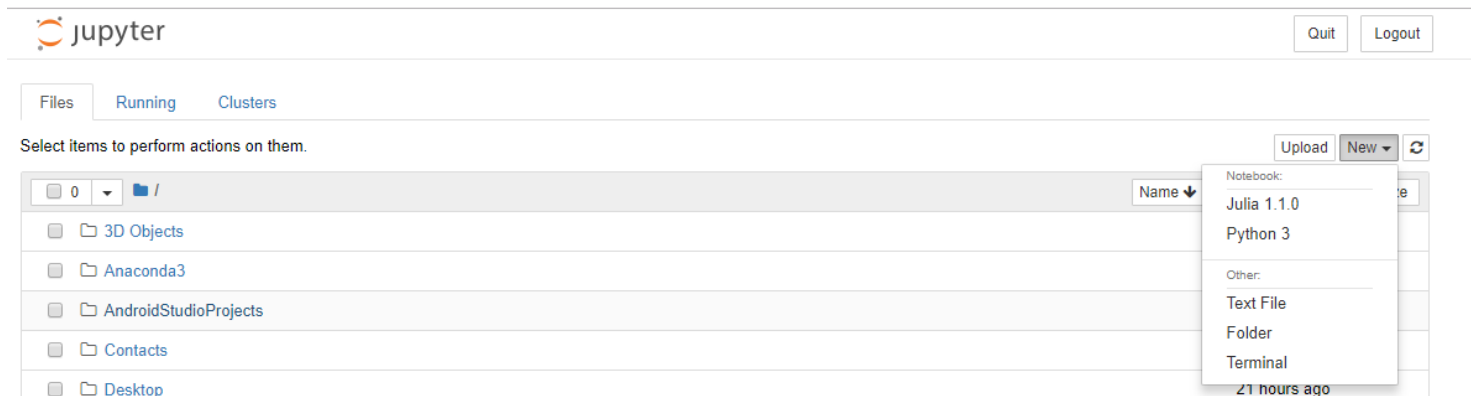 jupyter
Quit Logout
Files Running Clusters
Select items to perform actions on them.
Upload New
0 / Name
Notebook:
Julia 1.1.0
Python 3
Other:
Text File
Folder
Terminal
3D Objects
Anaconda3
AndroidStudioProjects
Contacts
Desktop 21 hours ago